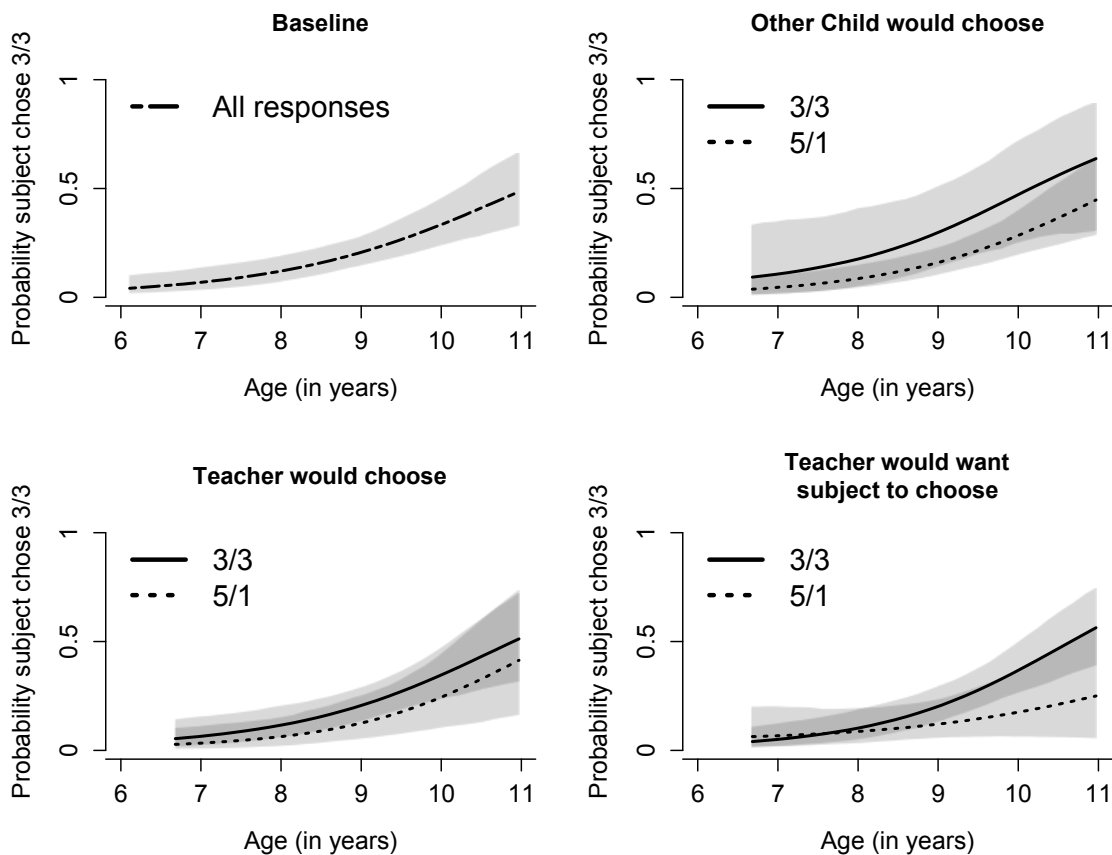 Baseline
Probability subject chose 3/3
1
0.5
0
All responses
6 7 8 9 10 11
Age (in years)
Other Child would choose
Probability subject chose 3/3
1
0.5
0
3/3
5/1
6 7 8 9 10 11
Age (in years)
Teacher would choose
Probability subject chose 3/3
1
0.5
0
3/3
5/1
6 7 8 9 10 11
Age (in years)
Teacher would want
subject to choose
Probability subject chose 3/3
1
0.5
0
3/3
5/1
6 7 8 9 10 11
Age (in years)